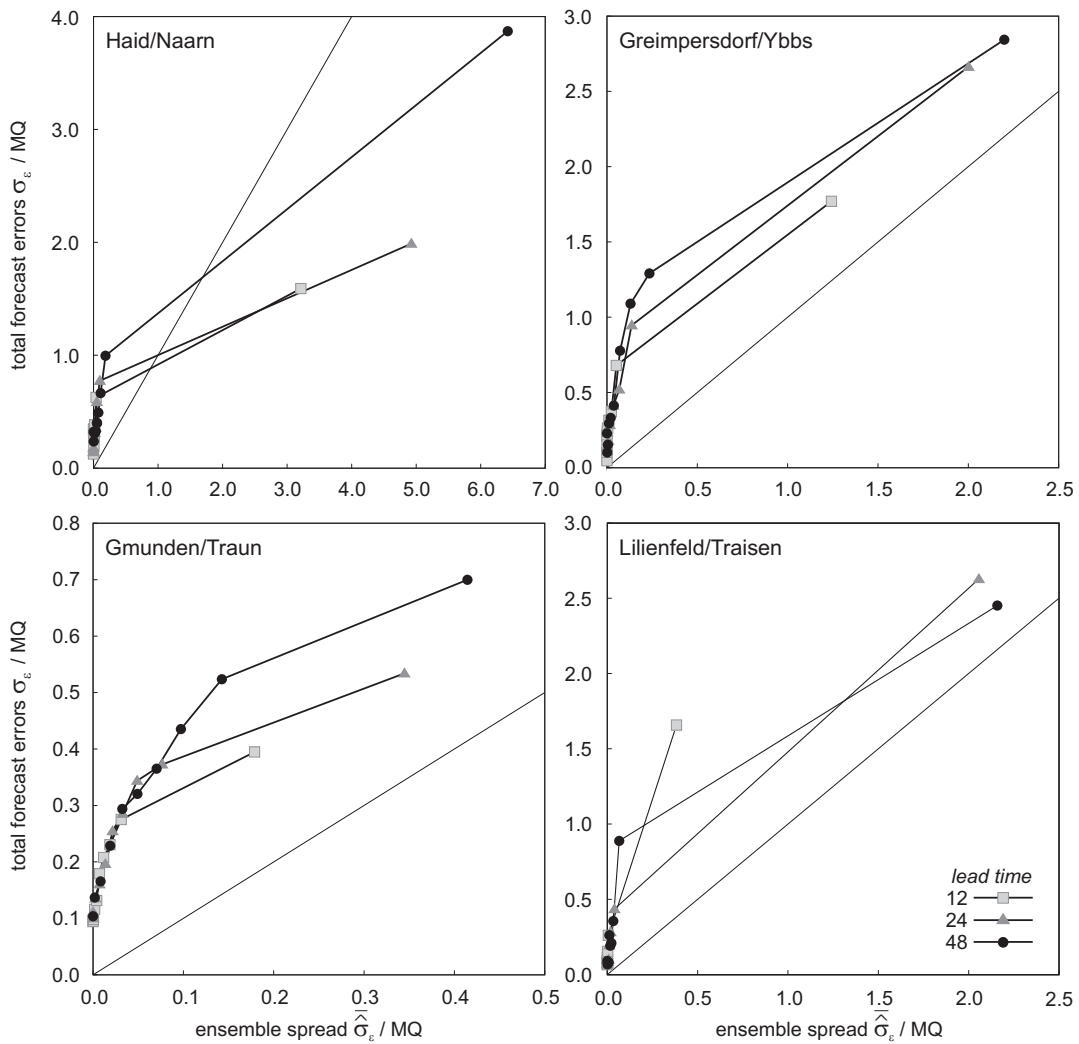 Haid/Naarn
4.0
3.0
2.0
1.0
0.0
total forecast errors σε / MQ
0.0 1.0 2.0 3.0 4.0 5.0 6.0 7.0
Greimpersdorf/Ybbs
3.0
2.5
2.0
1.5
1.0
0.5
0.0
0.0 0.5 1.0 1.5 2.0 2.5
Gmunden/Traun
0.8
0.7
0.6
0.5
0.4
0.3
0.2
0.1
0.0
total forecast errors σε / MQ
0.0 0.1 0.2 0.3 0.4 0.5
ensemble spread σ̂̅ε / MQ
Lilienfeld/Traisen
3.0
2.5
2.0
1.5
1.0
0.5
0.0
lead time
12
24
48
0.0 0.5 1.0 1.5 2.0 2.5
ensemble spread σ̂̅ε / MQ